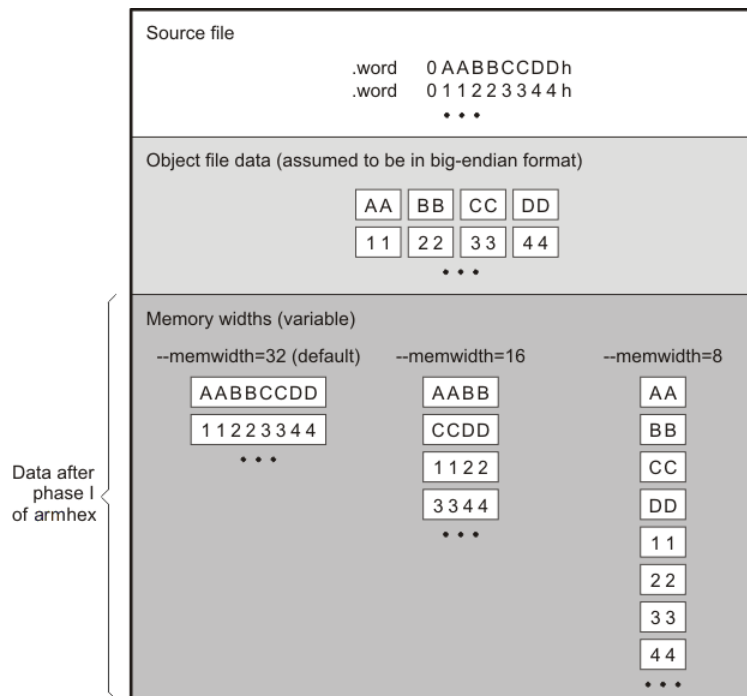 Source file
.word 0AABBCCDDh
.word 011223344h
• • •
Object file data (assumed to be in big-endian format)
AA BB CC DD
11 22 33 44
• • •
Memory widths (variable)
--memwidth=32 (default)
AABBCCDD
11223344
• • •
--memwidth=16
AABB
CCDD
1122
3344
• • •
--memwidth=8
AA
BB
CC
DD
11
22
33
44
• • •
Data after
phase I
of armhex